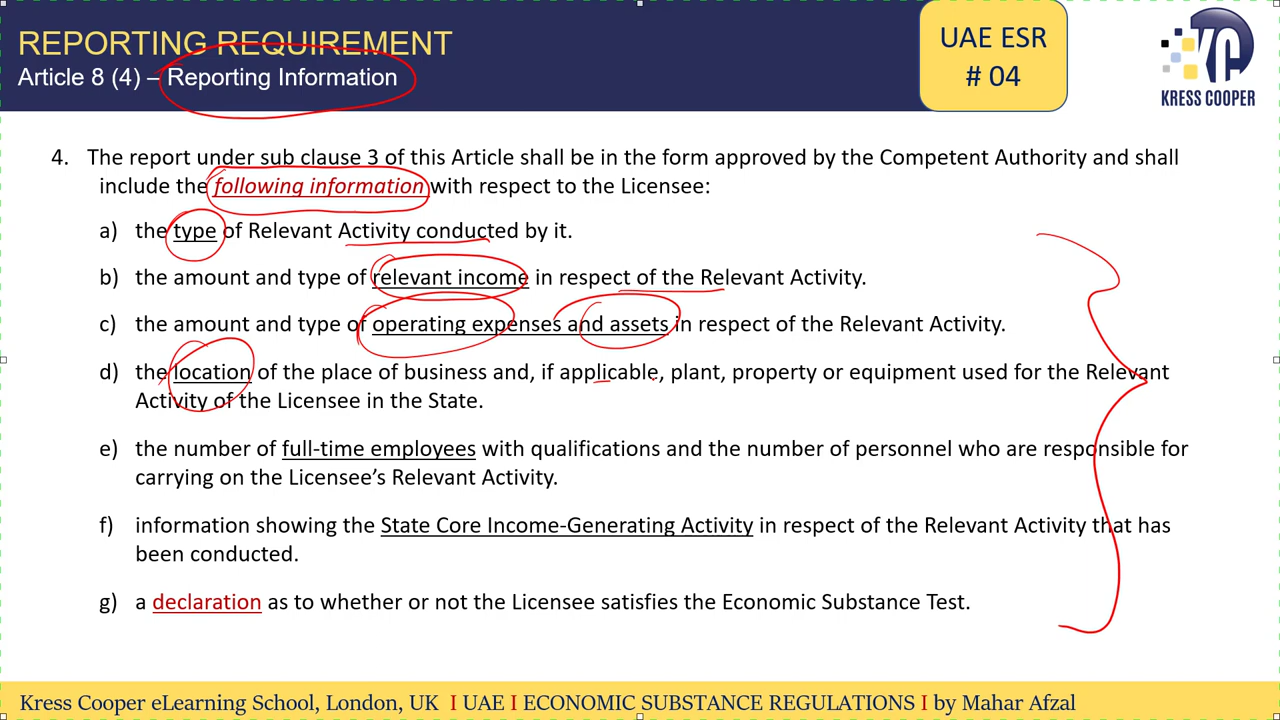 REPORTING REQUIREMENT
Article 8 (4) – Reporting Information
UAE ESR
# 04
KC
KRESS COOPER
4. The report under sub clause 3 of this Article shall be in the form approved by the Competent Authority and shall
include the following information with respect to the Licensee:
a) the type of Relevant Activity conducted by it.
b) the amount and type of relevant income in respect of the Relevant Activity.
c) the amount and type of operating expenses and assets in respect of the Relevant Activity.
d) the location of the place of business and, if applicable, plant, property or equipment used for the Relevant
Activity of the Licensee in the State.
e) the number of full-time employees with qualifications and the number of personnel who are responsible for
carrying on the Licensee’s Relevant Activity.
f) information showing the State Core Income-Generating Activity in respect of the Relevant Activity that has
been conducted.
g) a declaration as to whether or not the Licensee satisfies the Economic Substance Test.
Kress Cooper eLearning School, London, UK I UAE I ECONOMIC SUBSTANCE REGULATIONS I by Mahar Afzal